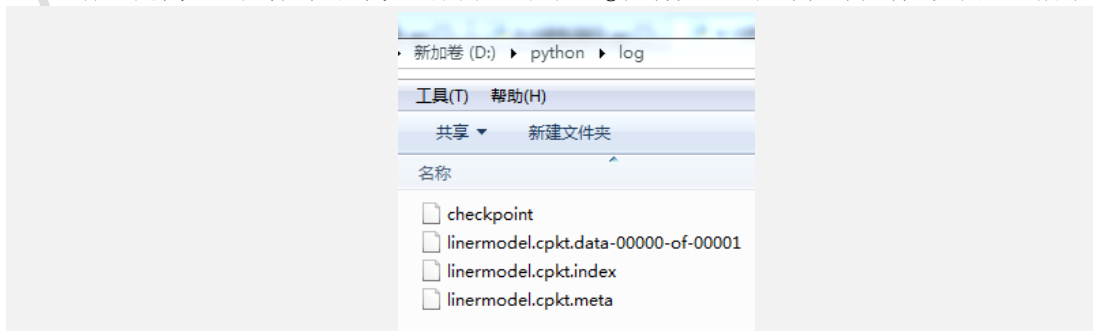 新加卷 (D:) ▸ python ▸ log
工具(T) 帮助(H)
共享 ▼ 新建文件夹
名称
checkpoint
linermodel.cpkt.data-00000-of-00001
linermodel.cpkt.index
linermodel.cpkt.meta